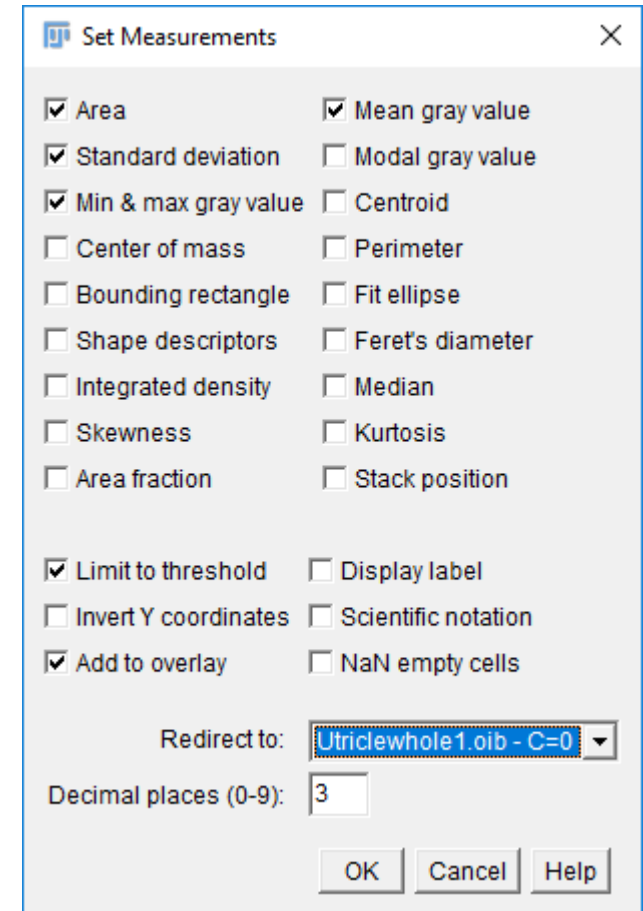 Set Measurements
Area Mean gray value
Standard deviation Modal gray value
Min & max gray value Centroid
Center of mass Perimeter
Bounding rectangle Fit ellipse
Shape descriptors Feret's diameter
Integrated density Median
Skewness Kurtosis
Area fraction Stack position
Limit to threshold Display label
Invert Y coordinates Scientific notation
Add to overlay NaN empty cells
Redirect to: Utriclewhole1.oib - C=0
Decimal places (0-9): 3
OK Cancel Help